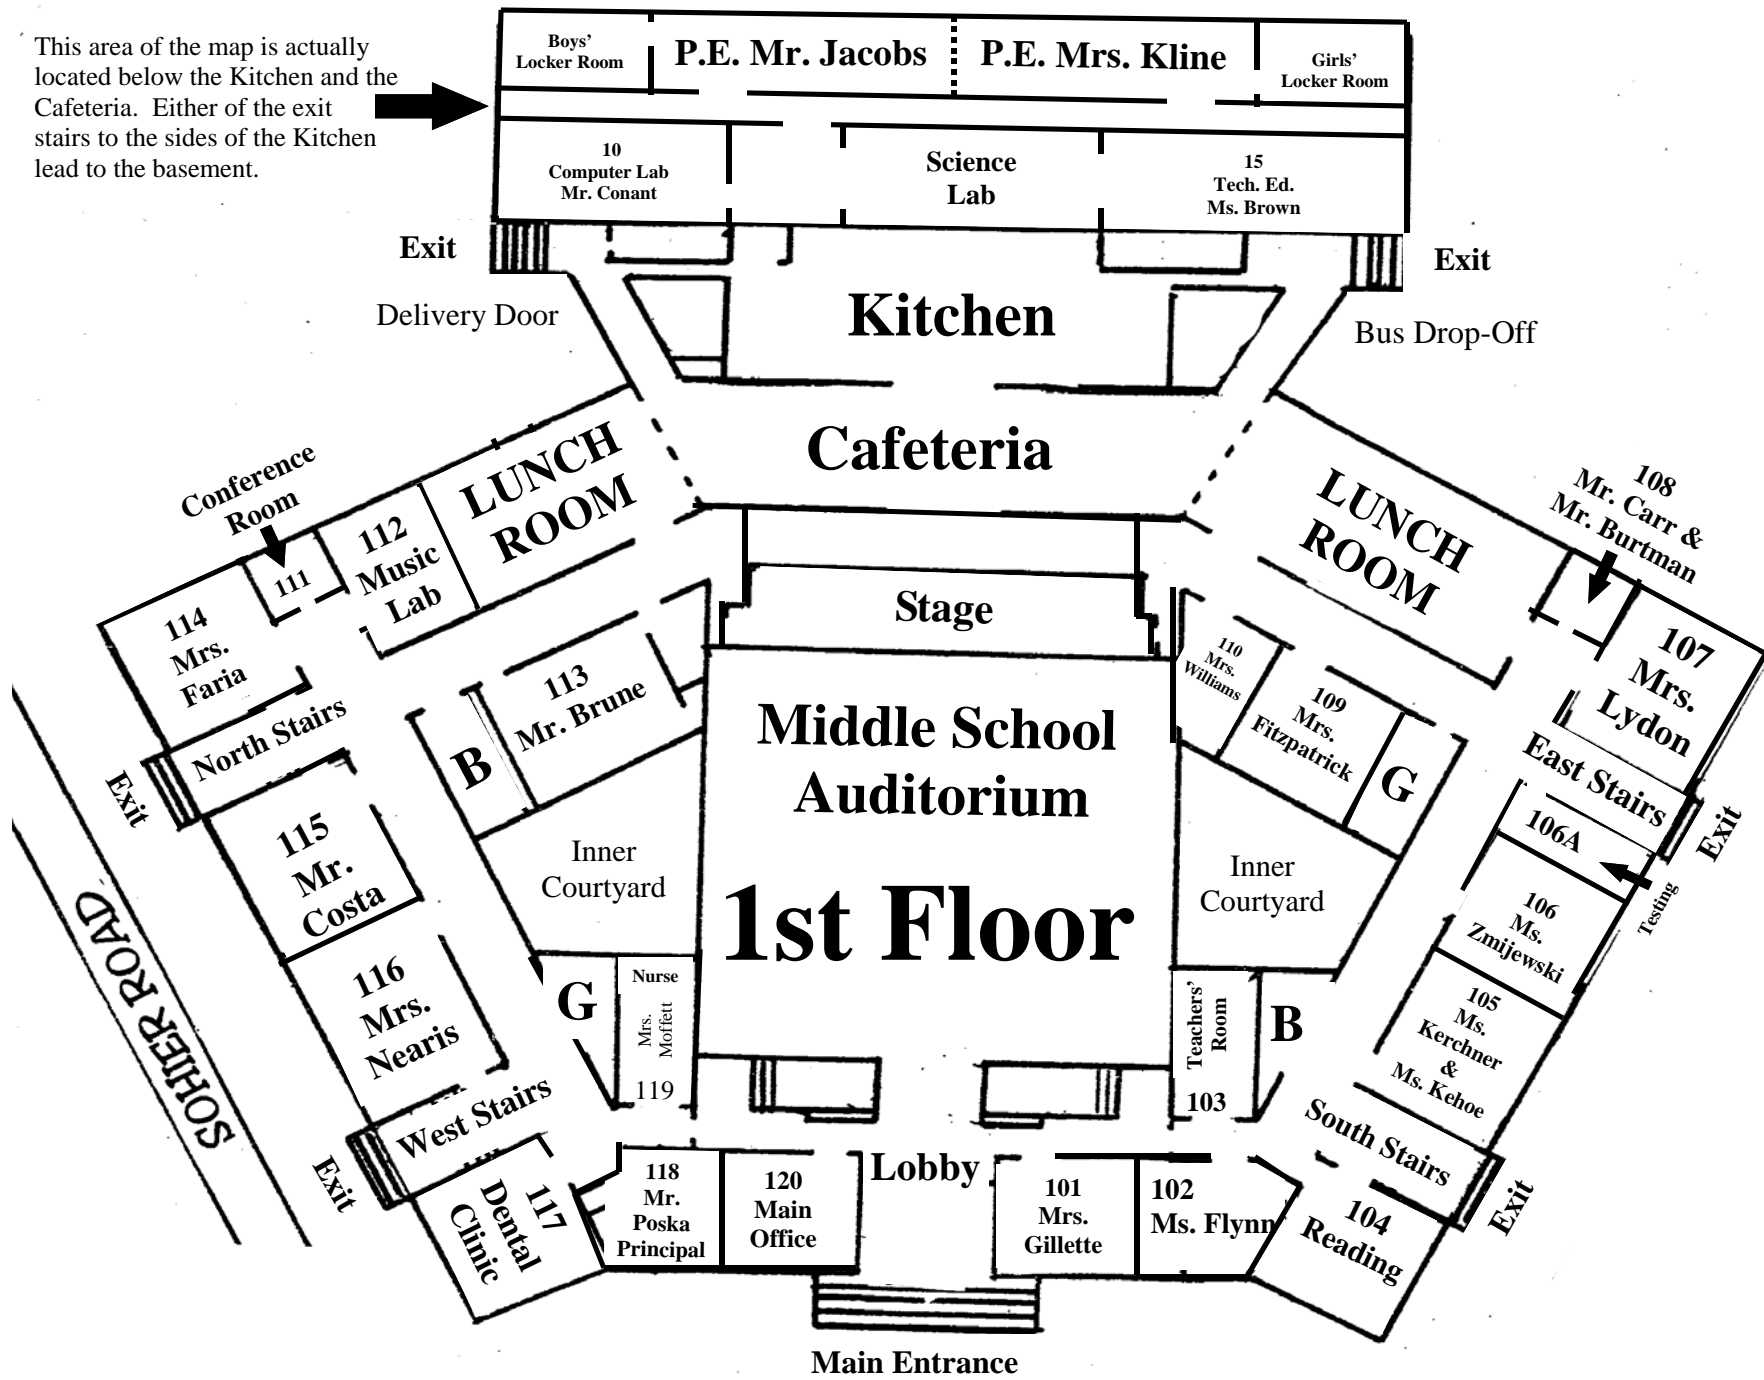 This area of the map is actually
located below the Kitchen and the
Cafeteria.  Either of the exit
stairs to the sides of the Kitchen
lead to the basement.
Boys'
Locker Room
P.E. Mr. Jacobs
P.E. Mrs. Kline
Girls'
Locker Room
10
Computer Lab
Mr. Conant
Science
Lab
15
Tech. Ed.
Ms. Brown
Exit
Exit
Delivery Door
Kitchen
Bus Drop-Off
Cafeteria
Conference
Room
111
112
Music
Lab
LUNCH
ROOM
LUNCH
ROOM
108
Mr. Carr &
Mr. Burtman
114
Mrs.
Faria
113
Mr. Brune
Stage
110
Mrs.
Williams
109
Mrs.
Fitzpatrick
107
Mrs.
Lydon
North Stairs
Exit
B
Middle School
Auditorium
1st Floor
G
East Stairs
Exit
106A
Testing
115
Mr.
Costa
Inner
Courtyard
Inner
Courtyard
106
Ms.
Zmijewski
SOHIER ROAD
116
Mrs.
Nearis
G
Nurse
Mrs.
Moffett
119
Teachers'
Room
103
B
105
Ms.
Kerchner
&
Ms. Kehoe
West Stairs
Exit
South Stairs
Exit
117
Dental
Clinic
118
Mr.
Poska
Principal
120
Main
Office
Lobby
101
Mrs.
Gillette
102
Ms. Flynn
104
Reading
Main Entrance